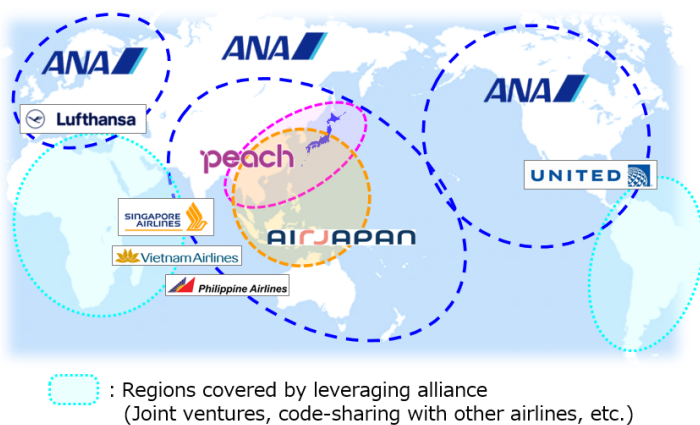 ANA
ANA
ANA
Lufthansa
peach
UNITED
SINGAPORE
AIRLINES
AIRJAPAN
Vietnam Airlines
Philippine Airlines
: Regions covered by leveraging alliance
(Joint ventures, code-sharing with other airlines, etc.)